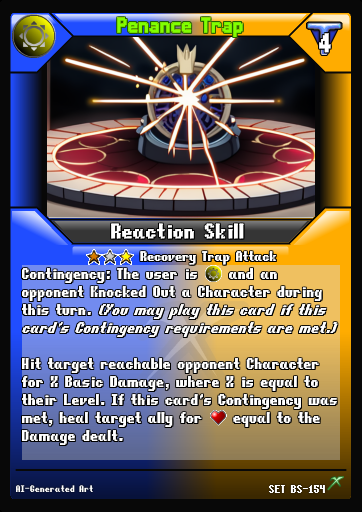 Penance Trap
4
Reaction Skill
Recovery Trap Attack
Contingency: The user is and an
opponent Knocked Out a Character during
this turn. (You may play this card if this
card's Contingency requirements are met.)
Hit target reachable opponent Character
for X Basic Damage, where X is equal to
their Level. If this card's Contingency was
met, heal target ally for equal to the
Damage dealt.
AI-Generated Art
SET BS-154